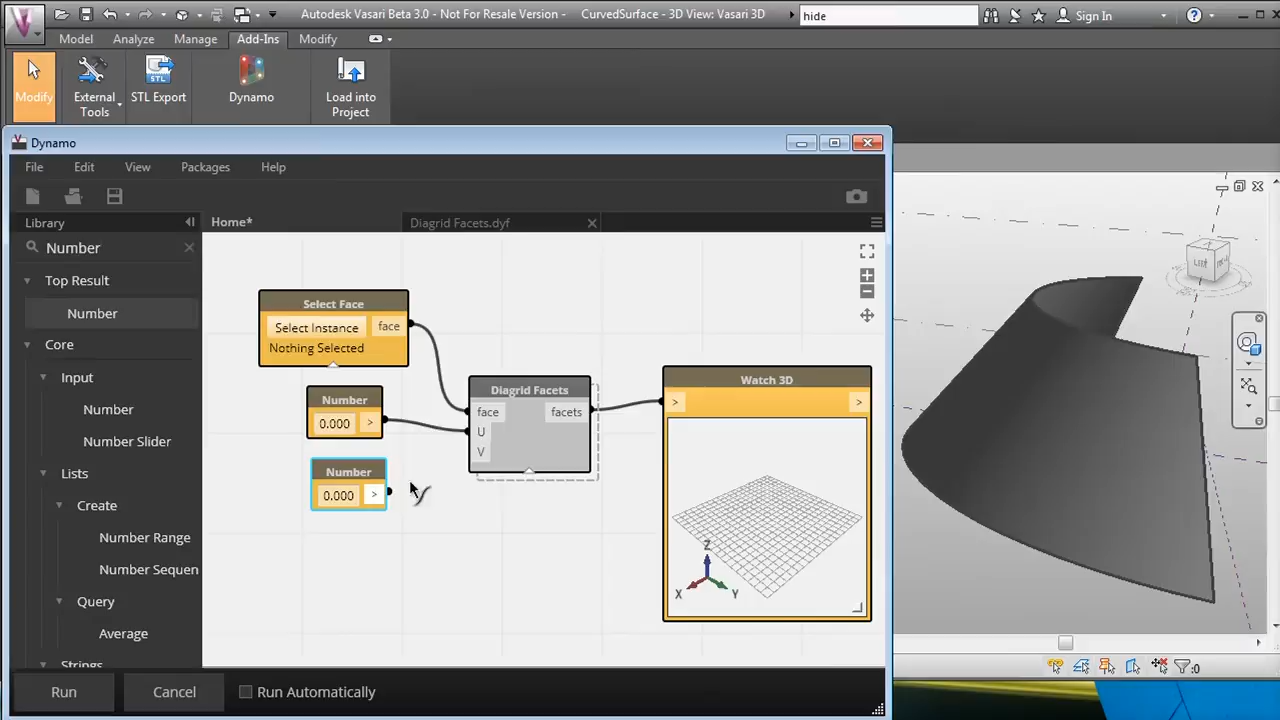 Autodesk Vasari Beta 3.0 - Not For Resale Version - CurvedSurface - 3D View: Vasari 3D
hide
Sign In
Model Analyze Manage Add-Ins Modify
Modify
External Tools
STL
STL Export
Dynamo
Load into Project
Dynamo
File Edit View Packages Help
Library
Home*
Diagrid Facets.dyf
Number
Top Result
Number
Core
Input
Number
Number Slider
Lists
Create
Number Range
Number Sequen
Query
Average
Strings
Select Face
Select Instance
face
Nothing Selected
Number
0.000 >
Number
0.000 >
Diagrid Facets
face
facets
U
V
Watch 3D
> >
Z
X
Y
Run
Cancel
Run Automatically
:0